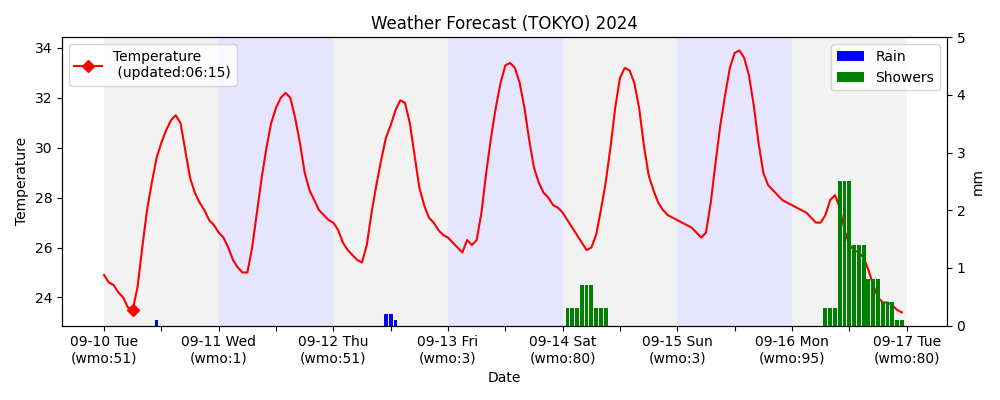 Weather Forecast (TOKYO) 2024
Temperature
(updated:06:15)
Rain
Showers
34
32
30
28
26
24
Temperature
5
4
3
2
1
0
mm
09-10 Tue
(wmo:51)
09-11 Wed
(wmo:1)
09-12 Thu
(wmo:51)
09-13 Fri
(wmo:3)
09-14 Sat
(wmo:80)
09-15 Sun
(wmo:3)
09-16 Mon
(wmo:95)
09-17 Tue
(wmo:80)
Date